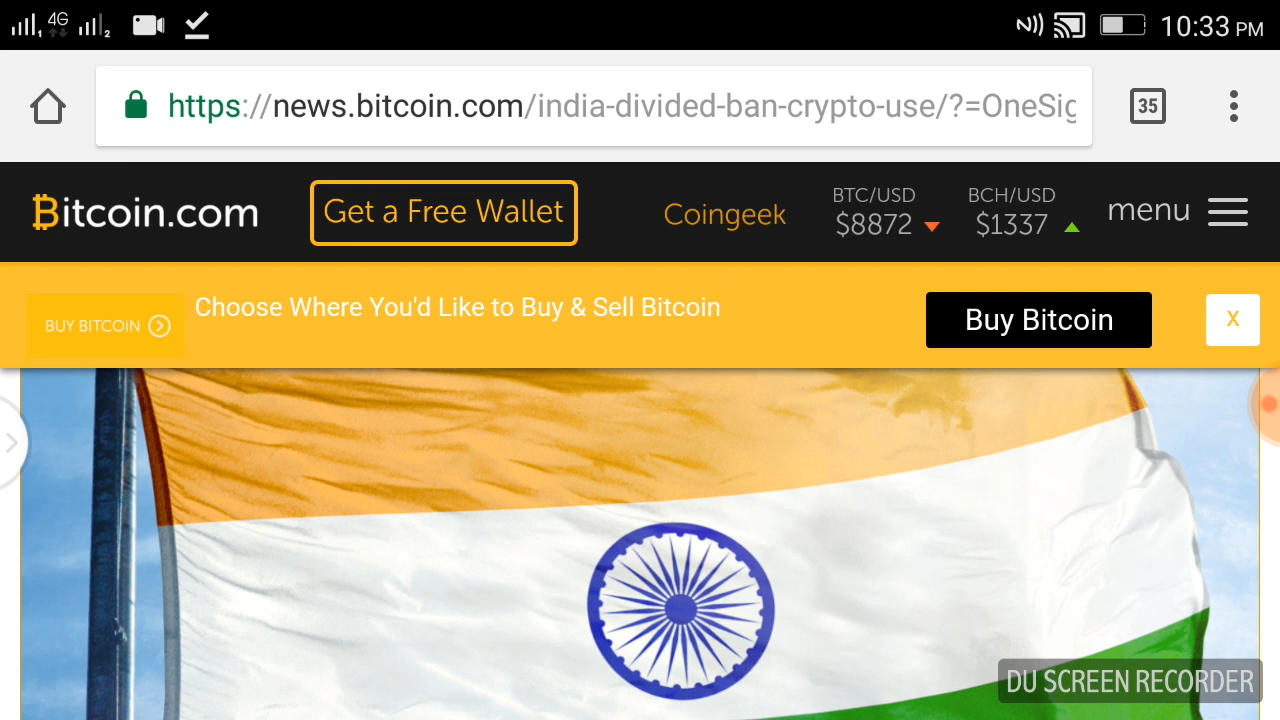 1 4G 2 10:33 PM
https://news.bitcoin.com/india-divided-ban-crypto-use/?=OneSig
35
Bitcoin.com Get a Free Wallet Coingeek BTC/USD $8872 BCH/USD $1337 menu
BUY BITCOIN Choose Where You'd Like to Buy & Sell Bitcoin Buy Bitcoin X
DU SCREEN RECORDER